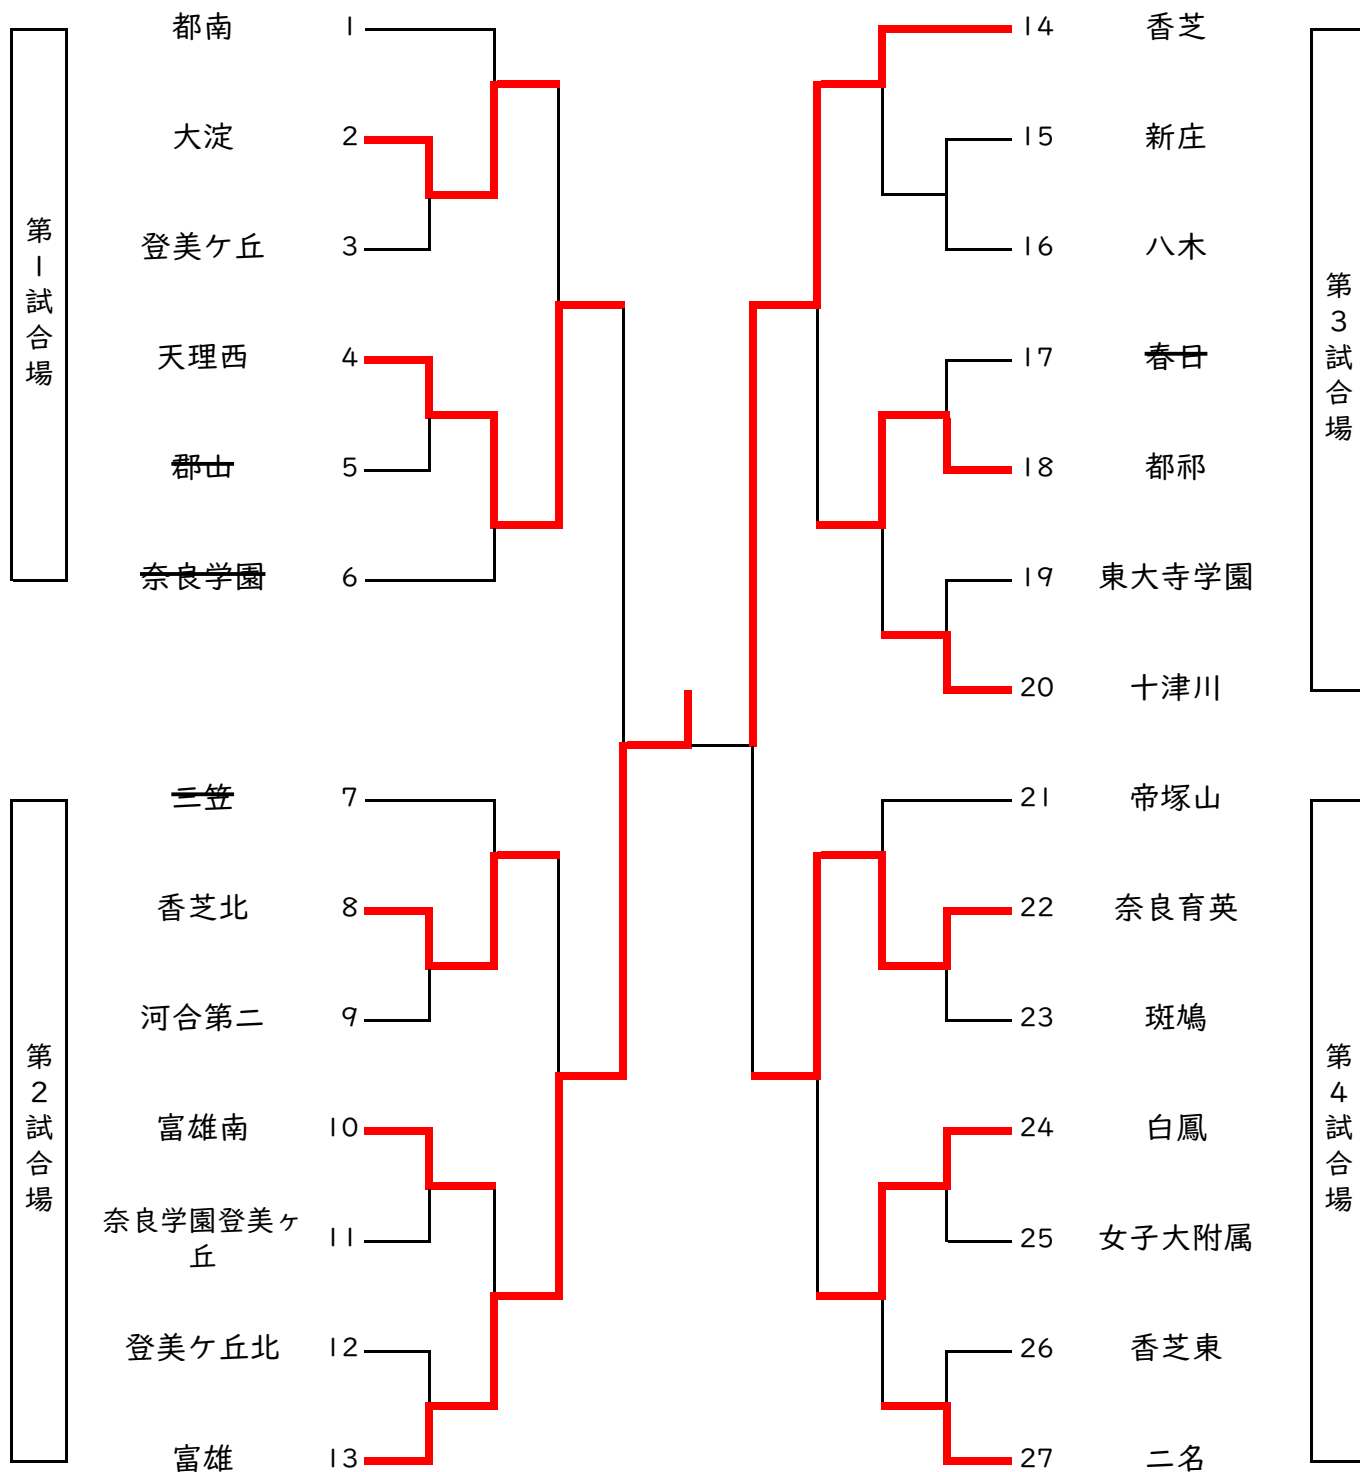 第1試合場
都南 1
大淀 2
登美ケ丘 3
天理西 4
郡山 5
奈良学園 6
第2試合場
三笠 7
香芝北 8
河合第二 9
富雄南 10
奈良学園登美ヶ
丘 11
登美ケ丘北 12
富雄 13
14 香芝
15 新庄
16 八木
17 春日
18 都祁
19 東大寺学園
20 十津川
第3試合場
21 帝塚山
22 奈良育英
23 斑鳩
24 白鳳
25 女子大附属
26 香芝東
27 二名
第4試合場